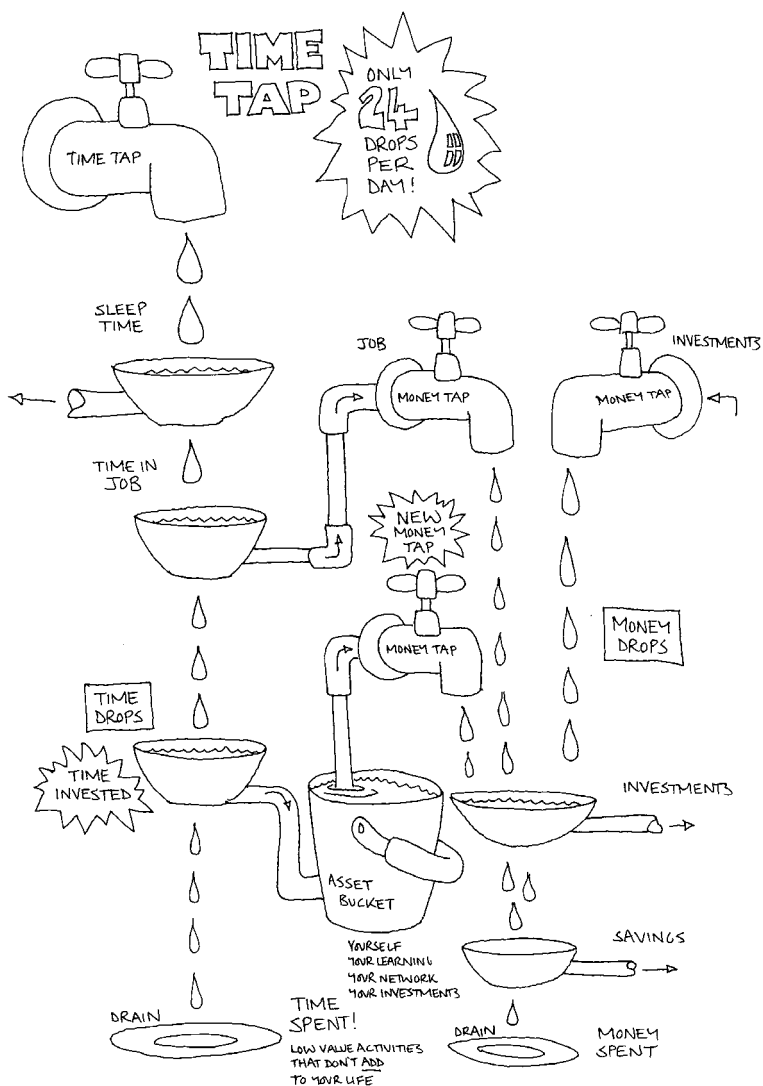 TIME
TAP
ONLY
24
DROPS
PER
DAY!
TIME TAP
SLEEP
TIME
JOB
INVESTMENTS
MONEY TAP
MONEY TAP
TIME IN
JOB
NEW
MONEY
TAP
MONEY
DROPS
MONEY TAP
TIME
DROPS
TIME
INVESTED
INVESTMENTS
ASSET
BUCKET
YOURSELF
YOUR LEARNING
YOUR NETWORK
YOUR INVESTMENTS
SAVINGS
DRAIN
TIME
SPENT!
LOW VALUE ACTIVITIES
THAT DON'T ADD
TO YOUR LIFE
DRAIN
MONEY
SPENT